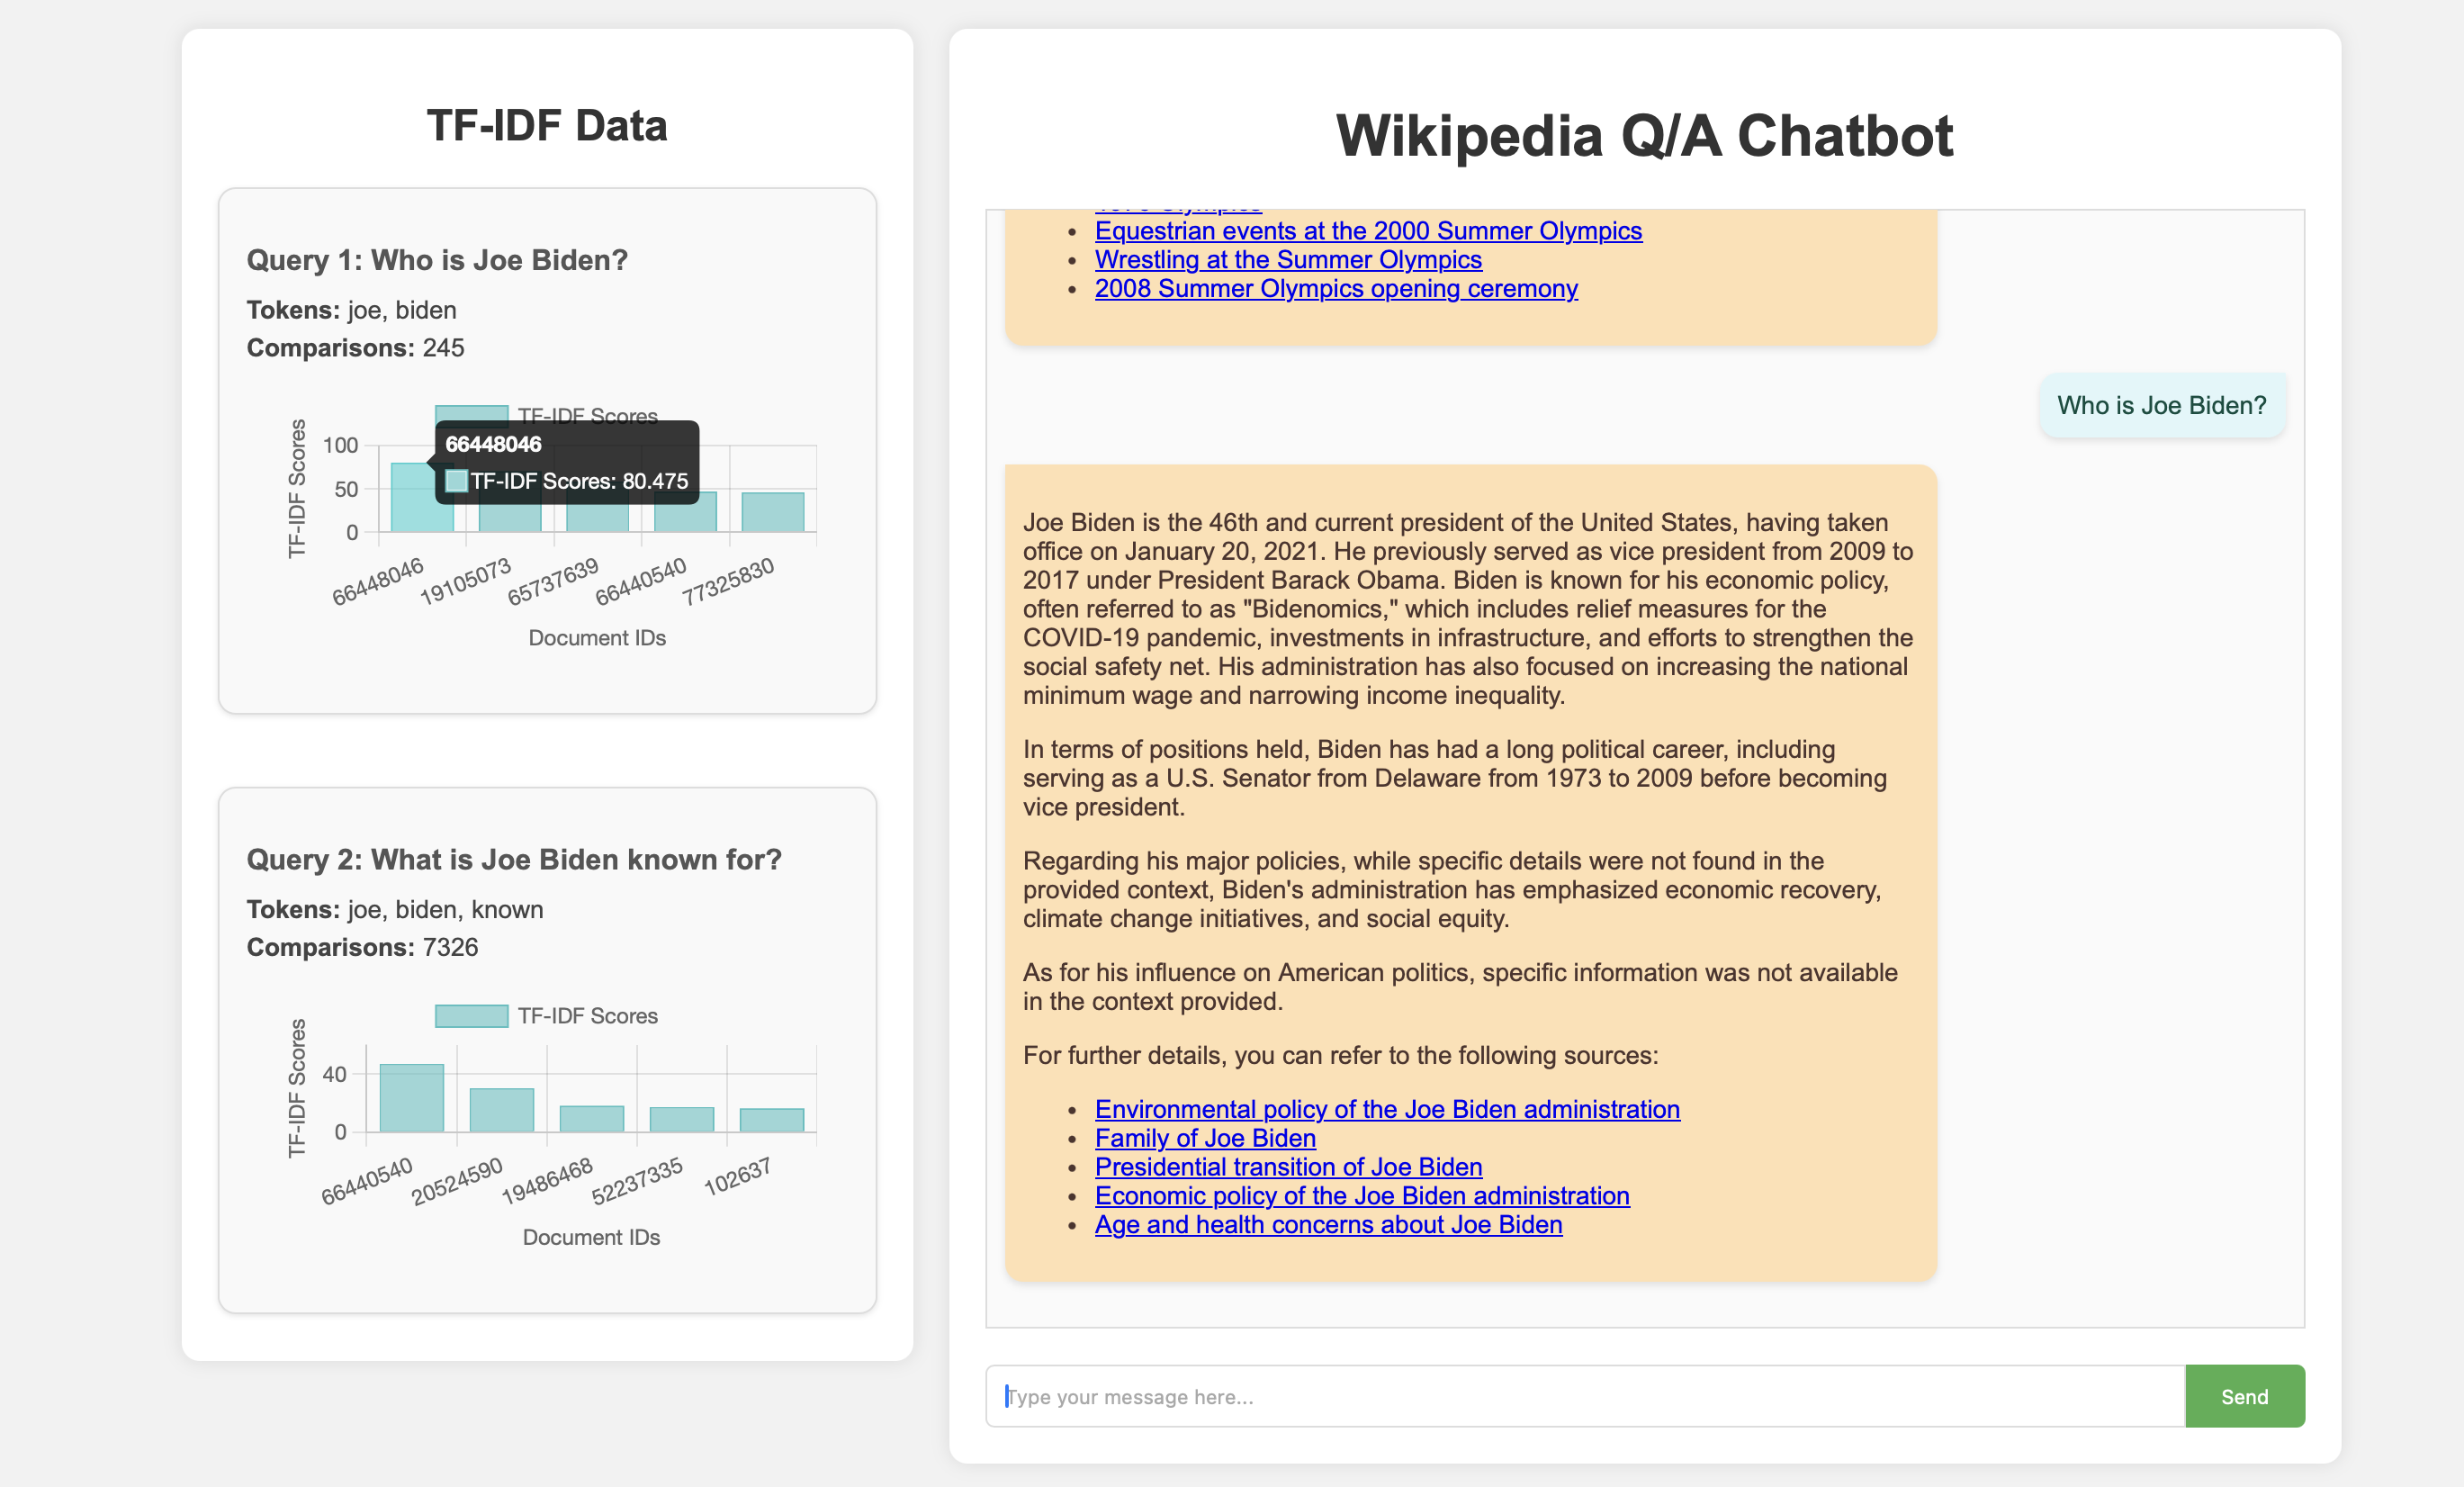 TF-IDF Data
Query 1: Who is Joe Biden?
Tokens: joe, biden
Comparisons: 245
TF-IDF Scores
66448046
TF-IDF Scores: 80.475
TF-IDF Scores
100
50
0
66448046
19105073
65737639
66440540
77325830
Document IDs
Query 2: What is Joe Biden known for?
Tokens: joe, biden, known
Comparisons: 7326
TF-IDF Scores
TF-IDF Scores
40
0
66440540
20524590
19486468
52237335
102637
Document IDs
Wikipedia Q/A Chatbot
Olympics
• Equestrian events at the 2000 Summer Olympics
• Wrestling at the Summer Olympics
• 2008 Summer Olympics opening ceremony
Who is Joe Biden?
Joe Biden is the 46th and current president of the United States, having taken
office on January 20, 2021. He previously served as vice president from 2009 to
2017 under President Barack Obama. Biden is known for his economic policy,
often referred to as "Bidenomics," which includes relief measures for the
COVID-19 pandemic, investments in infrastructure, and efforts to strengthen the
social safety net. His administration has also focused on increasing the national
minimum wage and narrowing income inequality.
In terms of positions held, Biden has had a long political career, including
serving as a U.S. Senator from Delaware from 1973 to 2009 before becoming
vice president.
Regarding his major policies, while specific details were not found in the
provided context, Biden's administration has emphasized economic recovery,
climate change initiatives, and social equity.
As for his influence on American politics, specific information was not available
in the context provided.
For further details, you can refer to the following sources:
• Environmental policy of the Joe Biden administration
• Family of Joe Biden
• Presidential transition of Joe Biden
• Economic policy of the Joe Biden administration
• Age and health concerns about Joe Biden
Type your message here...
Send